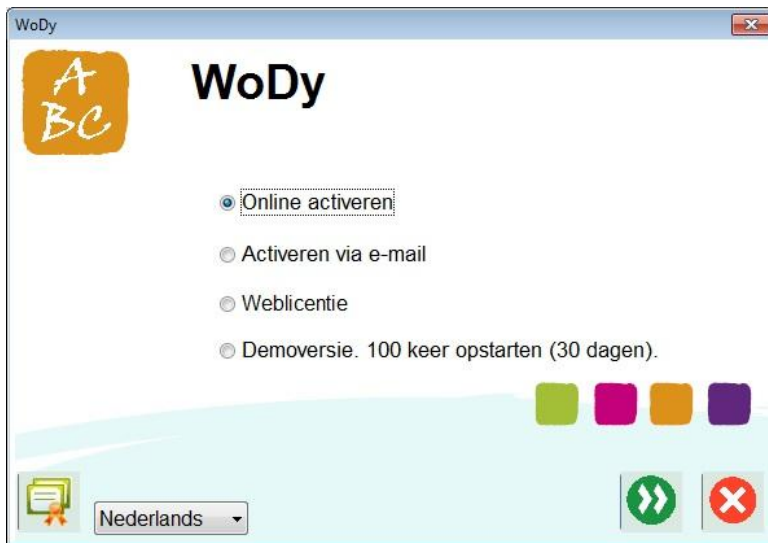 WoDy
A
BC
WoDy
Online activeren
Activeren via e-mail
Weblicentie
Demoversie. 100 keer opstarten (30 dagen).
Nederlands